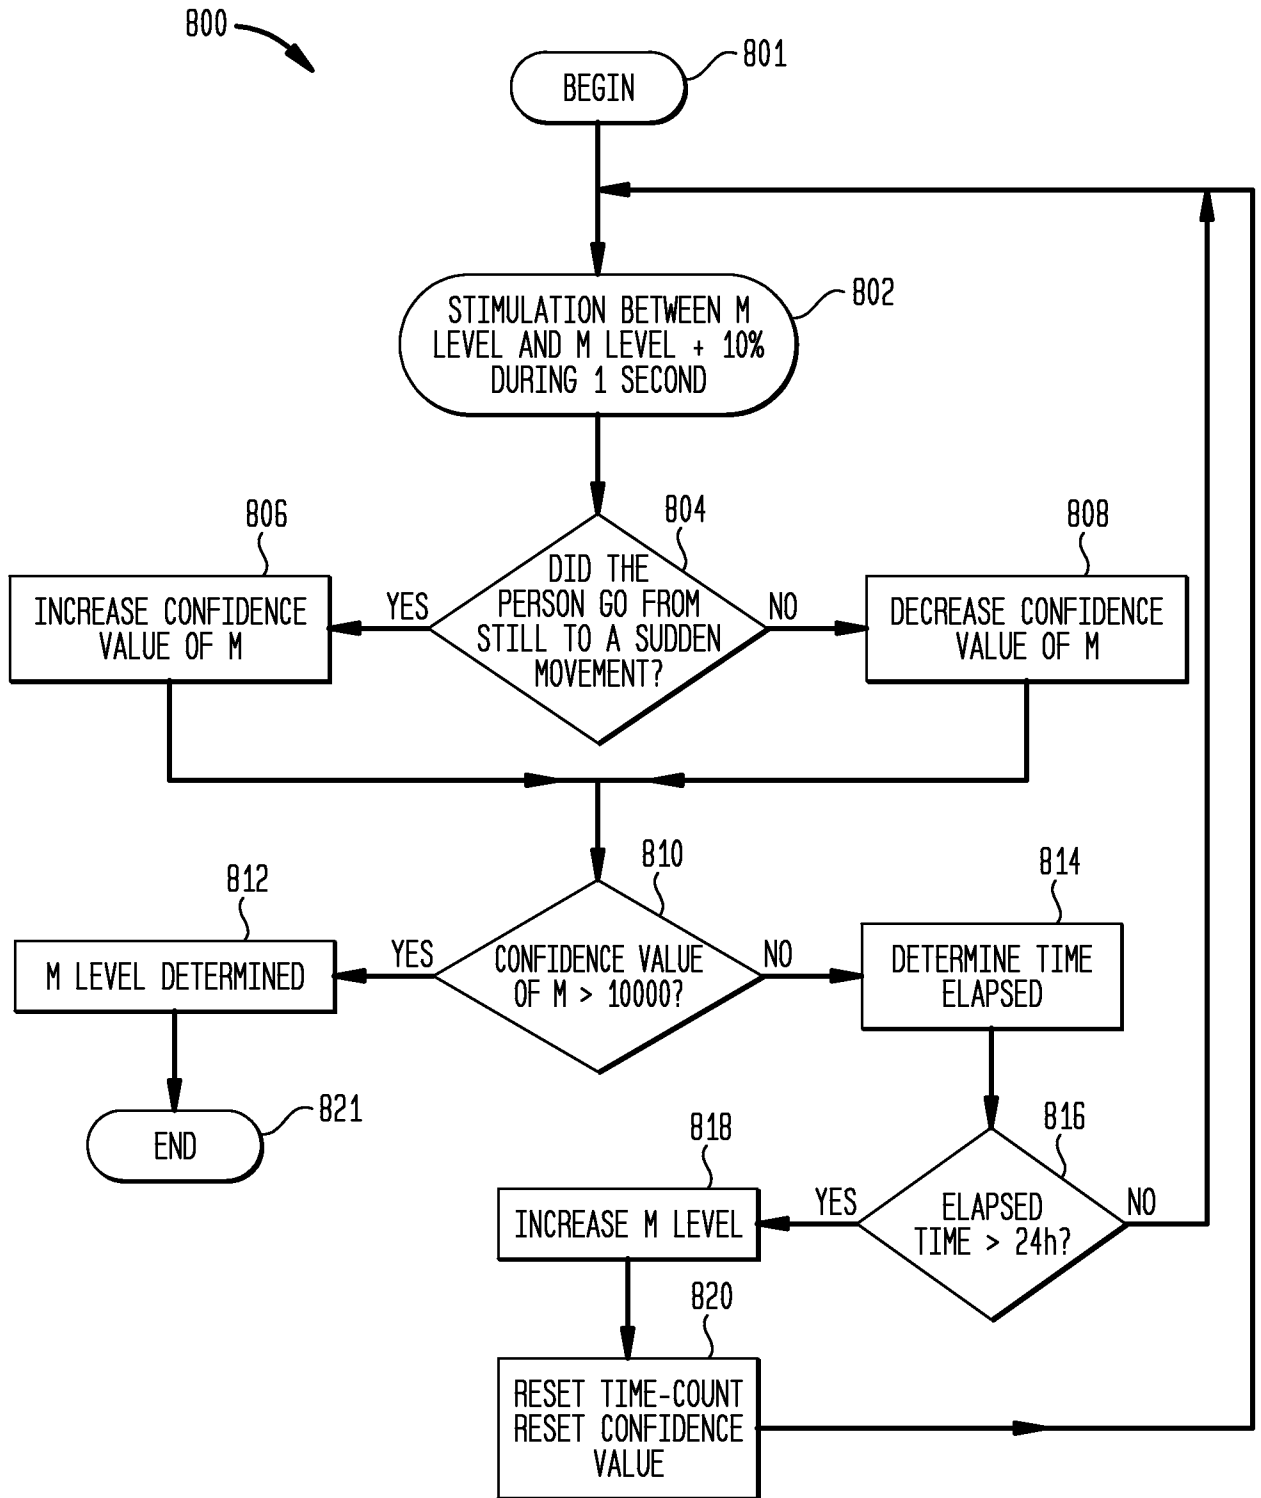 800
801
BEGIN
802
STIMULATION BETWEEN M
LEVEL AND M LEVEL + 10%
DURING 1 SECOND
804
DID THE
PERSON GO FROM
STILL TO A SUDDEN
MOVEMENT?
YES
NO
806
INCREASE CONFIDENCE
VALUE OF M
808
DECREASE CONFIDENCE
VALUE OF M
810
CONFIDENCE VALUE
OF M > 10000?
YES
NO
812
M LEVEL DETERMINED
821
END
814
DETERMINE TIME
ELAPSED
816
ELAPSED
TIME > 24h?
YES
NO
818
INCREASE M LEVEL
820
RESET TIME-COUNT
RESET CONFIDENCE
VALUE